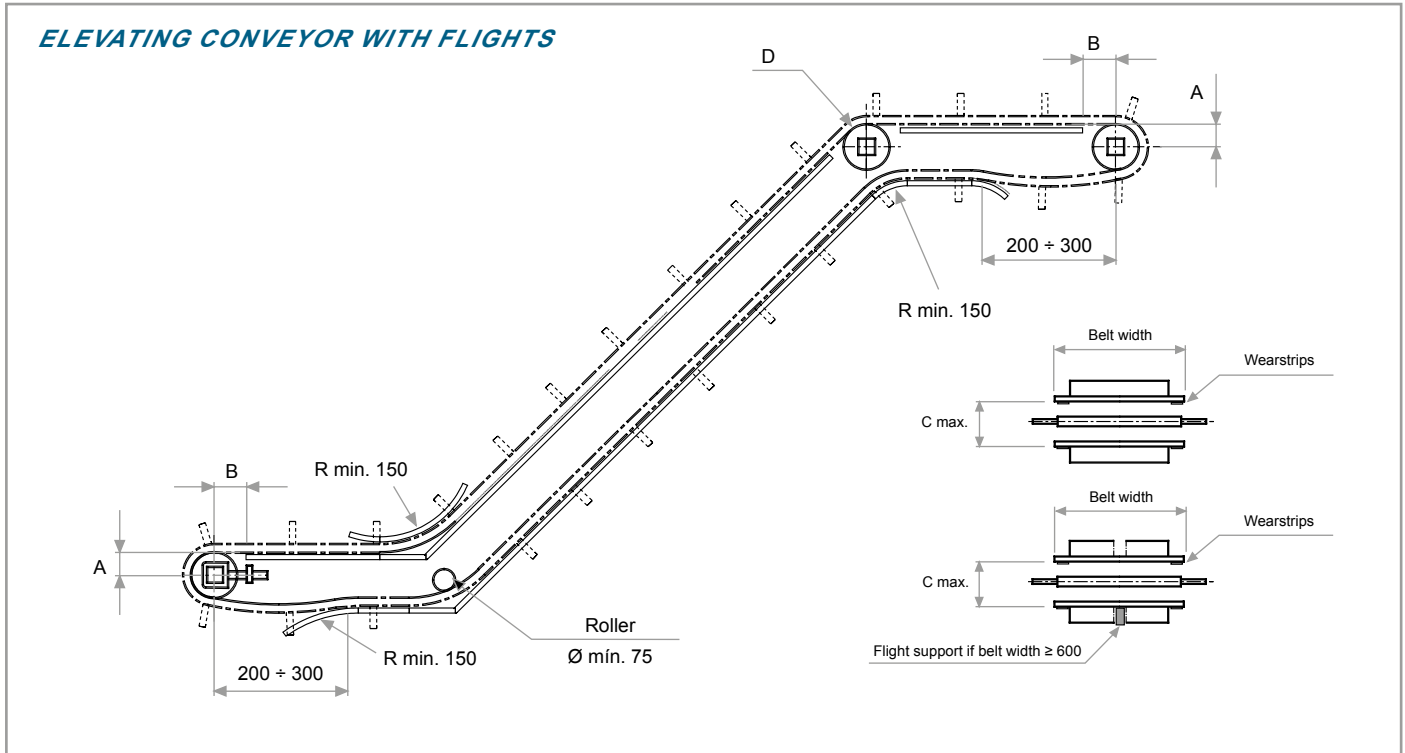 ELEVATING CONVEYOR WITH FLIGHTS
D
B
A
200 ÷ 300
R min. 150
Belt width
Wearstrips
C max.
B
R min. 150
Belt width
Wearstrips
A
C max.
Roller
Ø mín. 75
Flight support if belt width ≥ 600
R min. 150
200 ÷ 300